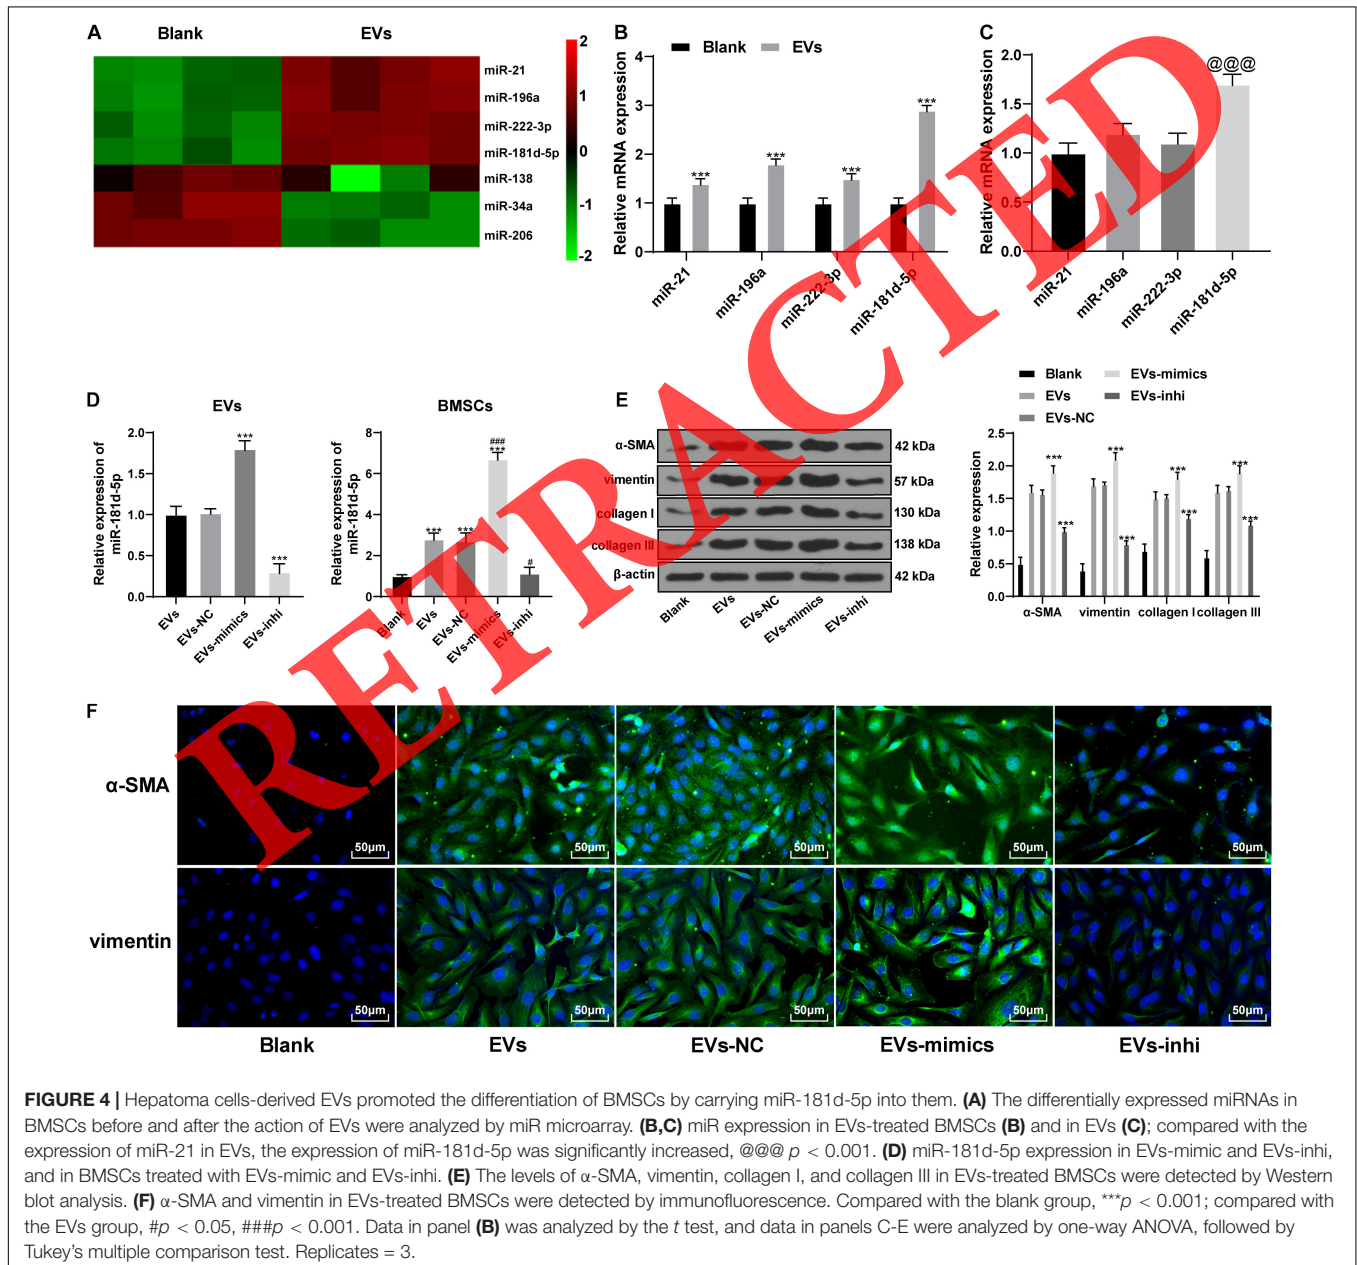 A
Blank
EVs
miR-21
miR-196a
miR-222-3p
miR-181d-5p
miR-138
miR-34a
miR-206
2
1
0
-1
-2
B
Blank
EVs
Relative mRNA expression
4
3
2
1
0
***
***
***
***
miR-21
miR-196a
miR-222-3p
miR-181d-5p
C
Relative mRNA expression
2.0
1.5
1.0
0.5
0.0
@@@
miR-21
miR-196a
miR-222-3p
miR-181d-5p
RETRACTED
D
EVs
Relative expression of
miR-181d-5p
2.0
1.5
1.0
0.5
0.0
***
***
EVs
EVs-NC
EVs-mimics
EVs-inhi
BMSCs
Relative expression of
miR-181d-5p
8
6
4
2
0
***
***
###
***
#
Blank
EVs
EVs-NC
EVs-mimics
EVs-inhi
E
α-SMA
42 kDa
vimentin
57 kDa
collagen I
130 kDa
collagen III
138 kDa
β-actin
42 kDa
Blank
EVs
EVs-NC
EVs-mimics
EVs-inhi
Blank
EVs
EVs-NC
EVs-mimics
EVs-inhi
Relative expression
2.5
2.0
1.5
1.0
0.5
0.0
***
***
***
***
***
***
***
***
α-SMA
vimentin
collagen I
collagen III
F
α-SMA
50μm
50μm
50μm
50μm
50μm
vimentin
50μm
50μm
50μm
50μm
50μm
Blank
EVs
EVs-NC
EVs-mimics
EVs-inhi
FIGURE 4 | Hepatoma cells-derived EVs promoted the differentiation of BMSCs by carrying miR-181d-5p into them. (A) The differentially expressed miRNAs in
BMSCs before and after the action of EVs were analyzed by miR microarray. (B,C) miR expression in EVs-treated BMSCs (B) and in EVs (C); compared with the
expression of miR-21 in EVs, the expression of miR-181d-5p was significantly increased, @@@ p < 0.001. (D) miR-181d-5p expression in EVs-mimic and EVs-inhi,
and in BMSCs treated with EVs-mimic and EVs-inhi. (E) The levels of α-SMA, vimentin, collagen I, and collagen III in EVs-treated BMSCs were detected by Western
blot analysis. (F) α-SMA and vimentin in EVs-treated BMSCs were detected by immunofluorescence. Compared with the blank group, ***p < 0.001; compared with
the EVs group, #p < 0.05, ###p < 0.001. Data in panel (B) was analyzed by the t test, and data in panels C-E were analyzed by one-way ANOVA, followed by
Tukey's multiple comparison test. Replicates = 3.